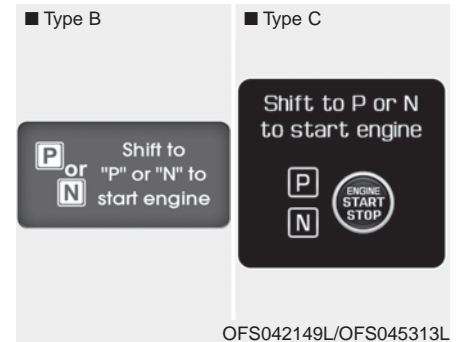 ■ Type B
■ Type C
P
or
N
Shift to
"P" or "N" to
start engine
Shift to P or N
to start engine
P
N
ENGINE
START
STOP
OFS042149L/OFS045313L